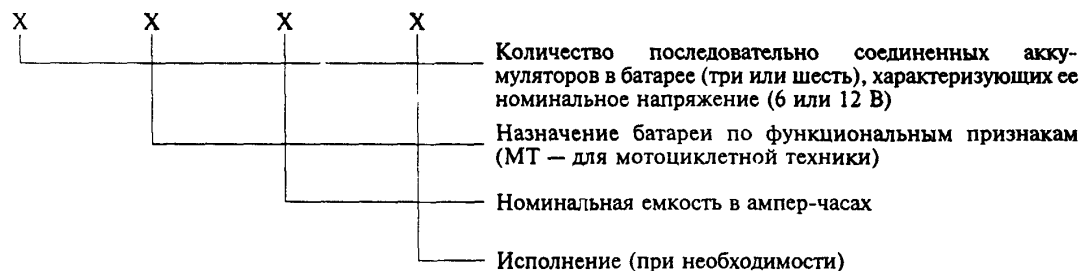 X X X X
Количество последовательно соединенных акку-
муляторов в батарее (три или шесть), характеризующих ее
номинальное напряжение (6 или 12 В)
Назначение батареи по функциональным признакам
(МТ — для мотоциклетной техники)
Номинальная емкость в ампер-часах
Исполнение (при необходимости)